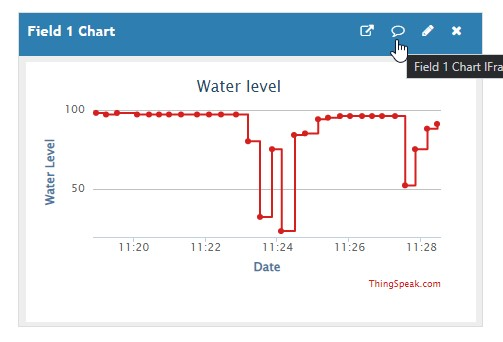 Field 1 Chart
Field 1 Chart IFra
Water level
Water Level
100
50
11:20 11:22 11:24 11:26 11:28
Date
ThingSpeak.com